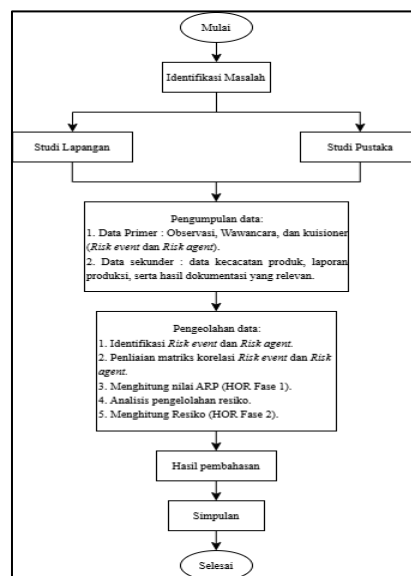 Mulai
Identifikasi Masalah
Studi Lapangan
Studi Pustaka
Pengumpulan data:
1. Data Primer : Observasi, Wawancara, dan kuisioner
(Risk event dan Risk agent).
2. Data sekunder : data kecacatan produk, laporan
produksi, serta hasil dokumentasi yang relevan.
Pengeolahan data:
1. Identifikasi Risk event dan Risk agent.
2. Penliaian matriks korelasi Risk event dan Risk
agent.
3. Menghitung nilai ARP (HOR Fase 1).
4. Analisis pengelolahan resiko.
5. Menghitung Resiko (HOR Fase 2).
Hasil pembahasan
Simpulan
Selesai